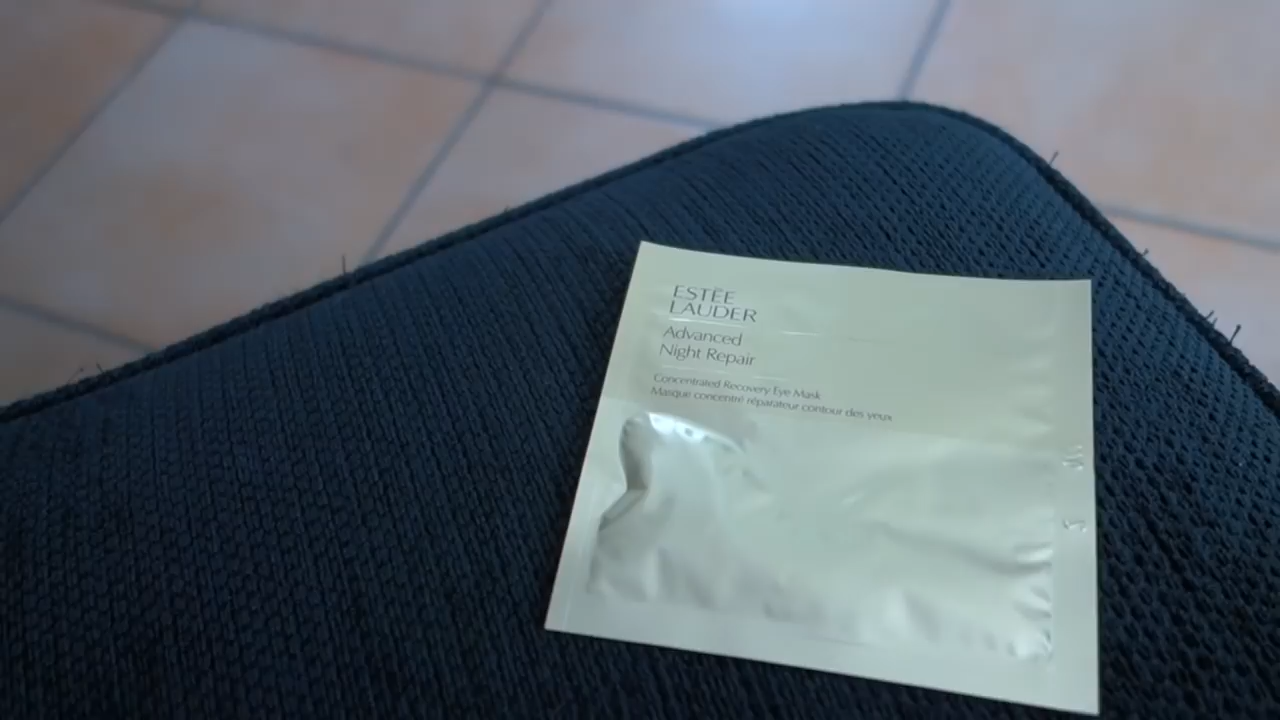 ESTĒE
LAUDER
Advanced
Night Repair
Concentrated Recovery Eye Mask
Masque concentré réparateur contour des yeux